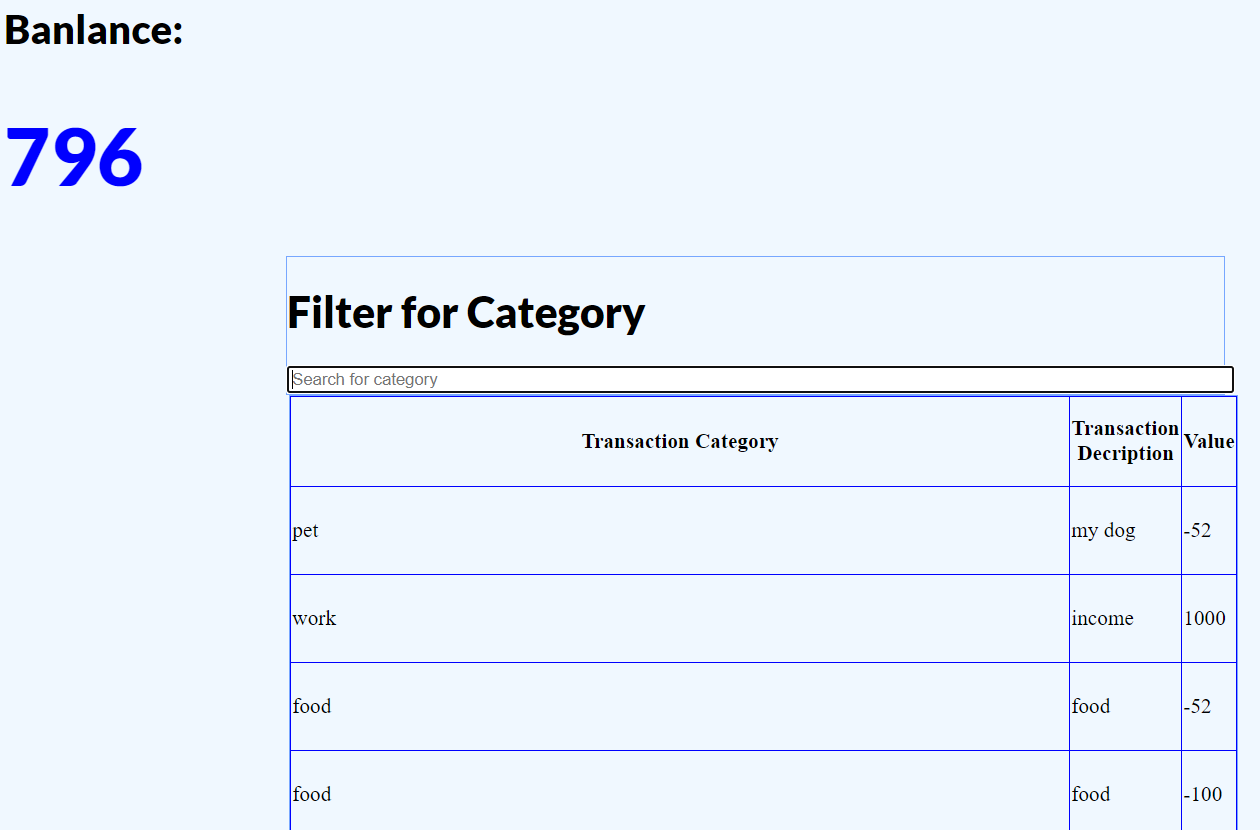 Banlance:
796
Filter for Category
Search for category
Transaction Category
Transaction
Decription
Value
pet my dog -52
work income 1000
food food -52
food food -100